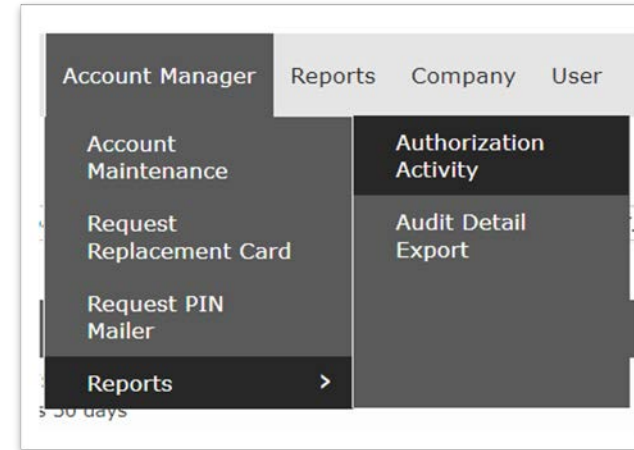 Account Manager Reports Company User
Account
Maintenance
Request
Replacement Card
Request PIN
Mailer
Reports >
Authorization
Activity
Audit Detail
Export
days